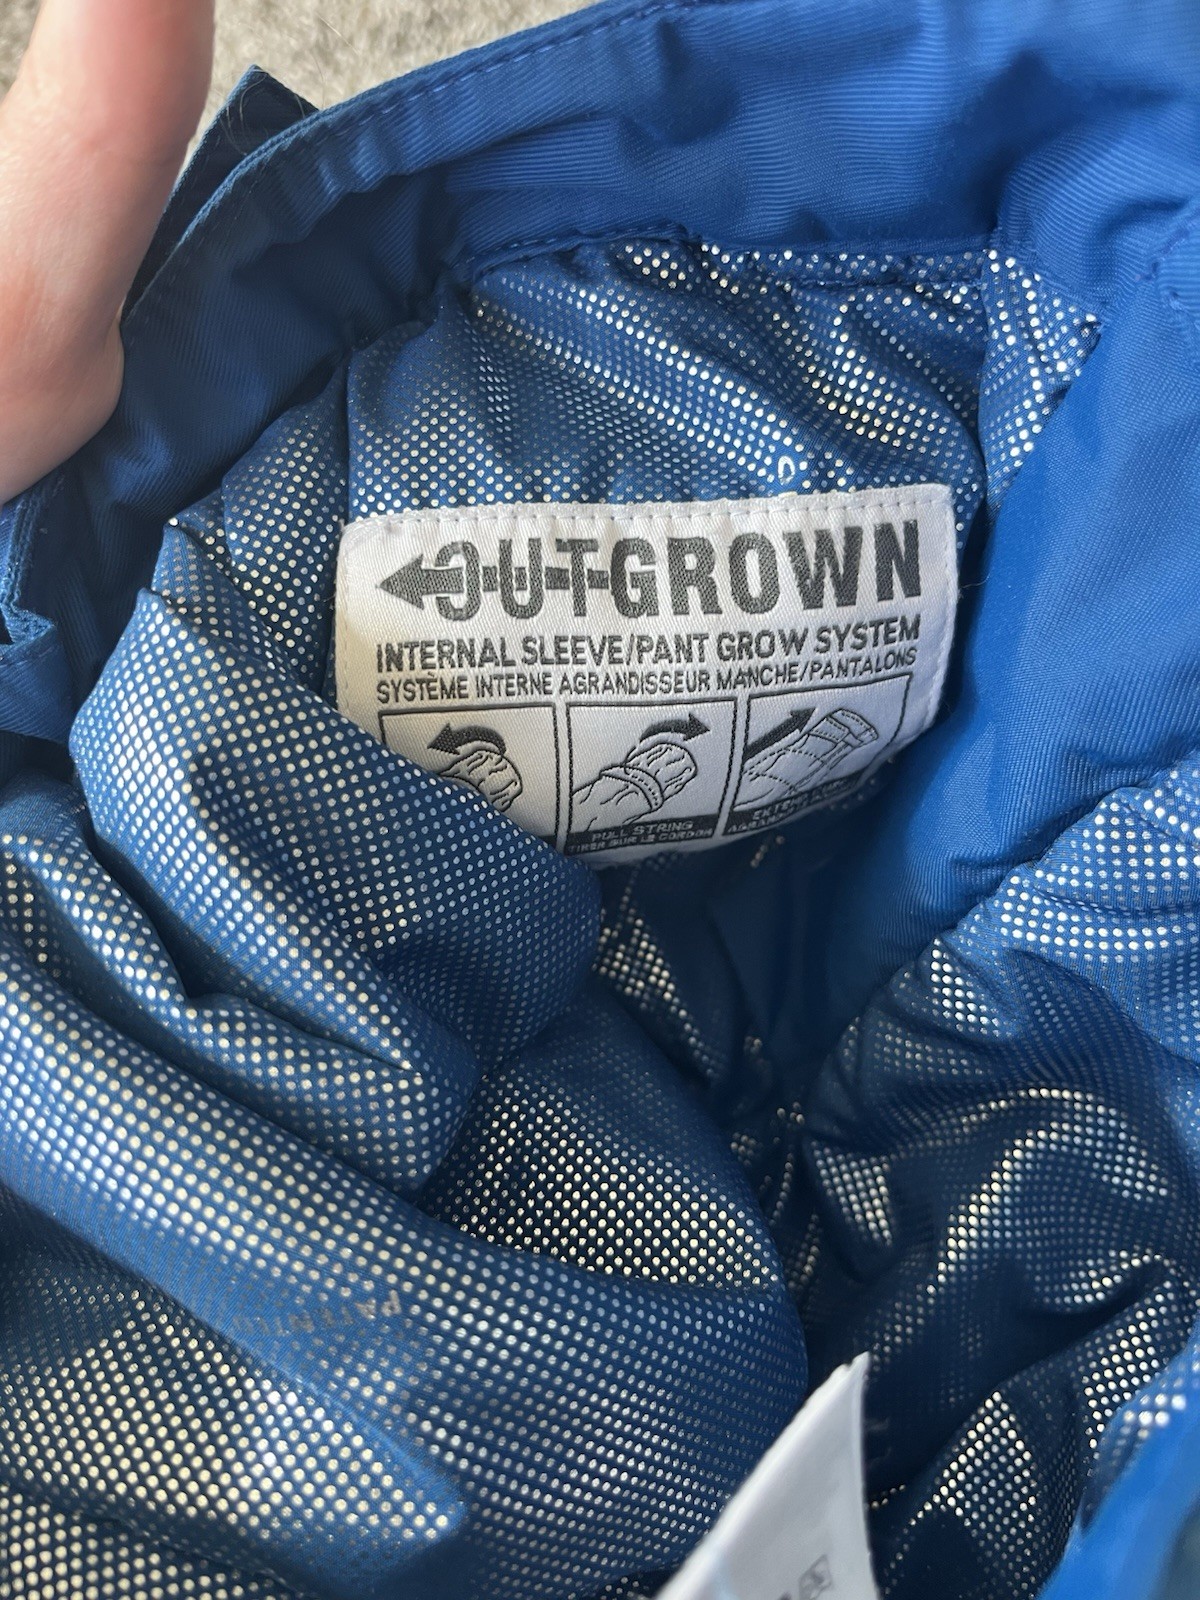 OUTGROWN
INTERNAL SLEEVE/PANT GROW SYSTEM
SYSTÈME INTERNE AGRANDISSEUR MANCHE/PANTALONS
PULL STRING
TIRER SUR LE CORDON